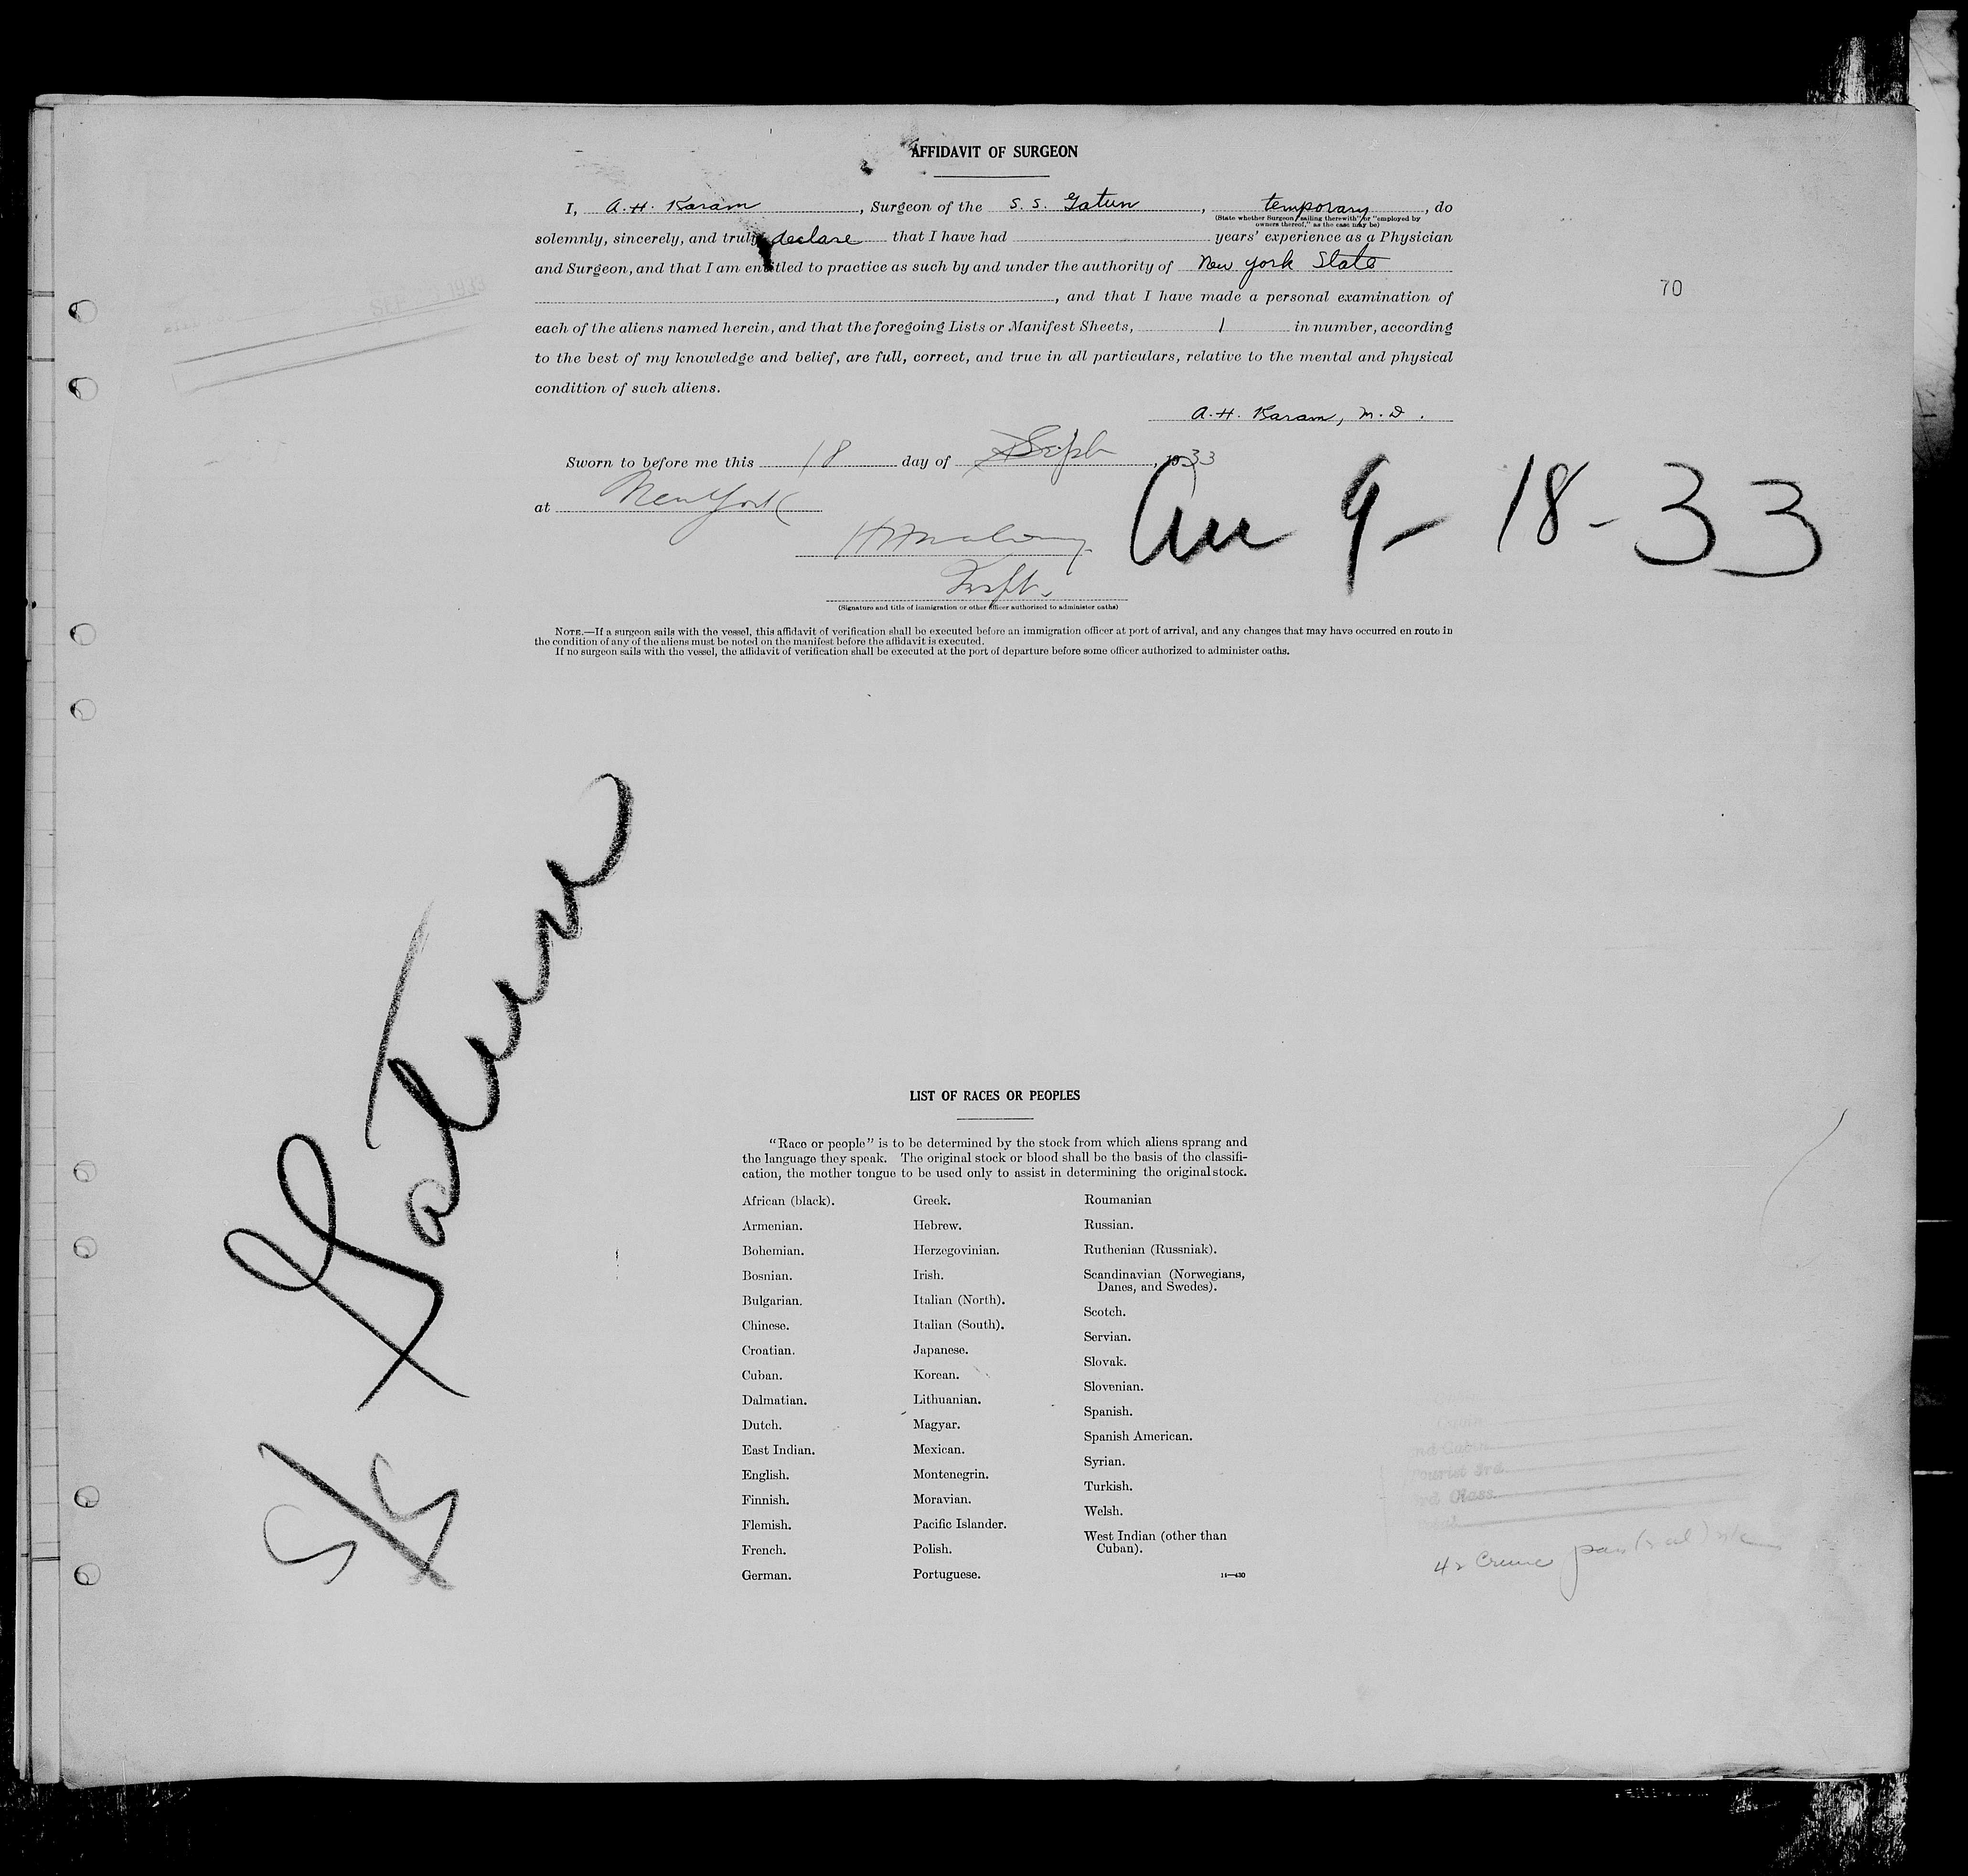 AFFIDAVIT OF SURGEON
I, A. H. Karam, Surgeon of the S. S. Gatun, temporary, do
(State whether Surgeon "sailing therewith" or "employed by
owners thereof," as the case may be)
solemnly, sincerely, and truly declare that I have had years' experience as a Physician
and Surgeon, and that I am entitled to practice as such by and under the authority of New York State
, and that I have made a personal examination of
70
each of the aliens named herein, and that the foregoing Lists or Manifest Sheets, 1 in number, according
to the best of my knowledge and belief, are full, correct, and true in all particulars, relative to the mental and physical
condition of such aliens.
A. H. Karam, M.D.
Sworn to before me this 18 day of Sept, 1933
at New York
9-18-33
(Signature and title of immigration or other officer authorized to administer oaths)
NOTE.—If a surgeon sails with the vessel, this affidavit of verification shall be executed before an immigration officer at port of arrival, and any changes that may have occurred en route in
the condition of any of the aliens must be noted on the manifest before the affidavit is executed.
If no surgeon sails with the vessel, the affidavit of verification shall be executed at the port of departure before some officer authorized to administer oaths.
S/S Gatun
LIST OF RACES OR PEOPLES
"Race or people" is to be determined by the stock from which aliens sprang and
the language they speak. The original stock or blood shall be the basis of the classifi-
cation, the mother tongue to be used only to assist in determining the original stock.
African (black).
Armenian.
Bohemian.
Bosnian.
Bulgarian.
Chinese.
Croatian.
Cuban.
Dalmatian.
Dutch.
East Indian.
English.
Finnish.
Flemish.
French.
German.
Greek.
Hebrew.
Herzegovinian.
Irish.
Italian (North).
Italian (South).
Japanese.
Korean.
Lithuanian.
Magyar.
Mexican.
Montenegrin.
Moravian.
Pacific Islander.
Polish.
Portuguese.
Roumanian
Russian.
Ruthenian (Russniak).
Scandinavian (Norwegians,
Danes, and Swedes).
Scotch.
Servian.
Slovak.
Slovenian.
Spanish.
Spanish American.
Syrian.
Turkish.
Welsh.
West Indian (other than
Cuban).
14—430
Tourist 3rd
3rd Class
42 Crew